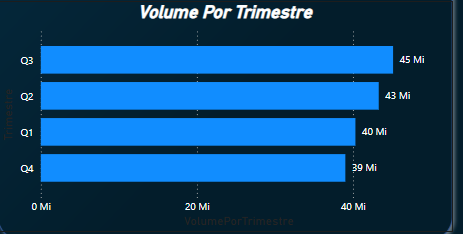 Volume Por Trimestre
Trimestre
Q3 45 Mi
Q2 43 Mi
Q1 40 Mi
Q4 39 Mi
0 Mi 20 Mi 40 Mi
VolumePorTrimestre